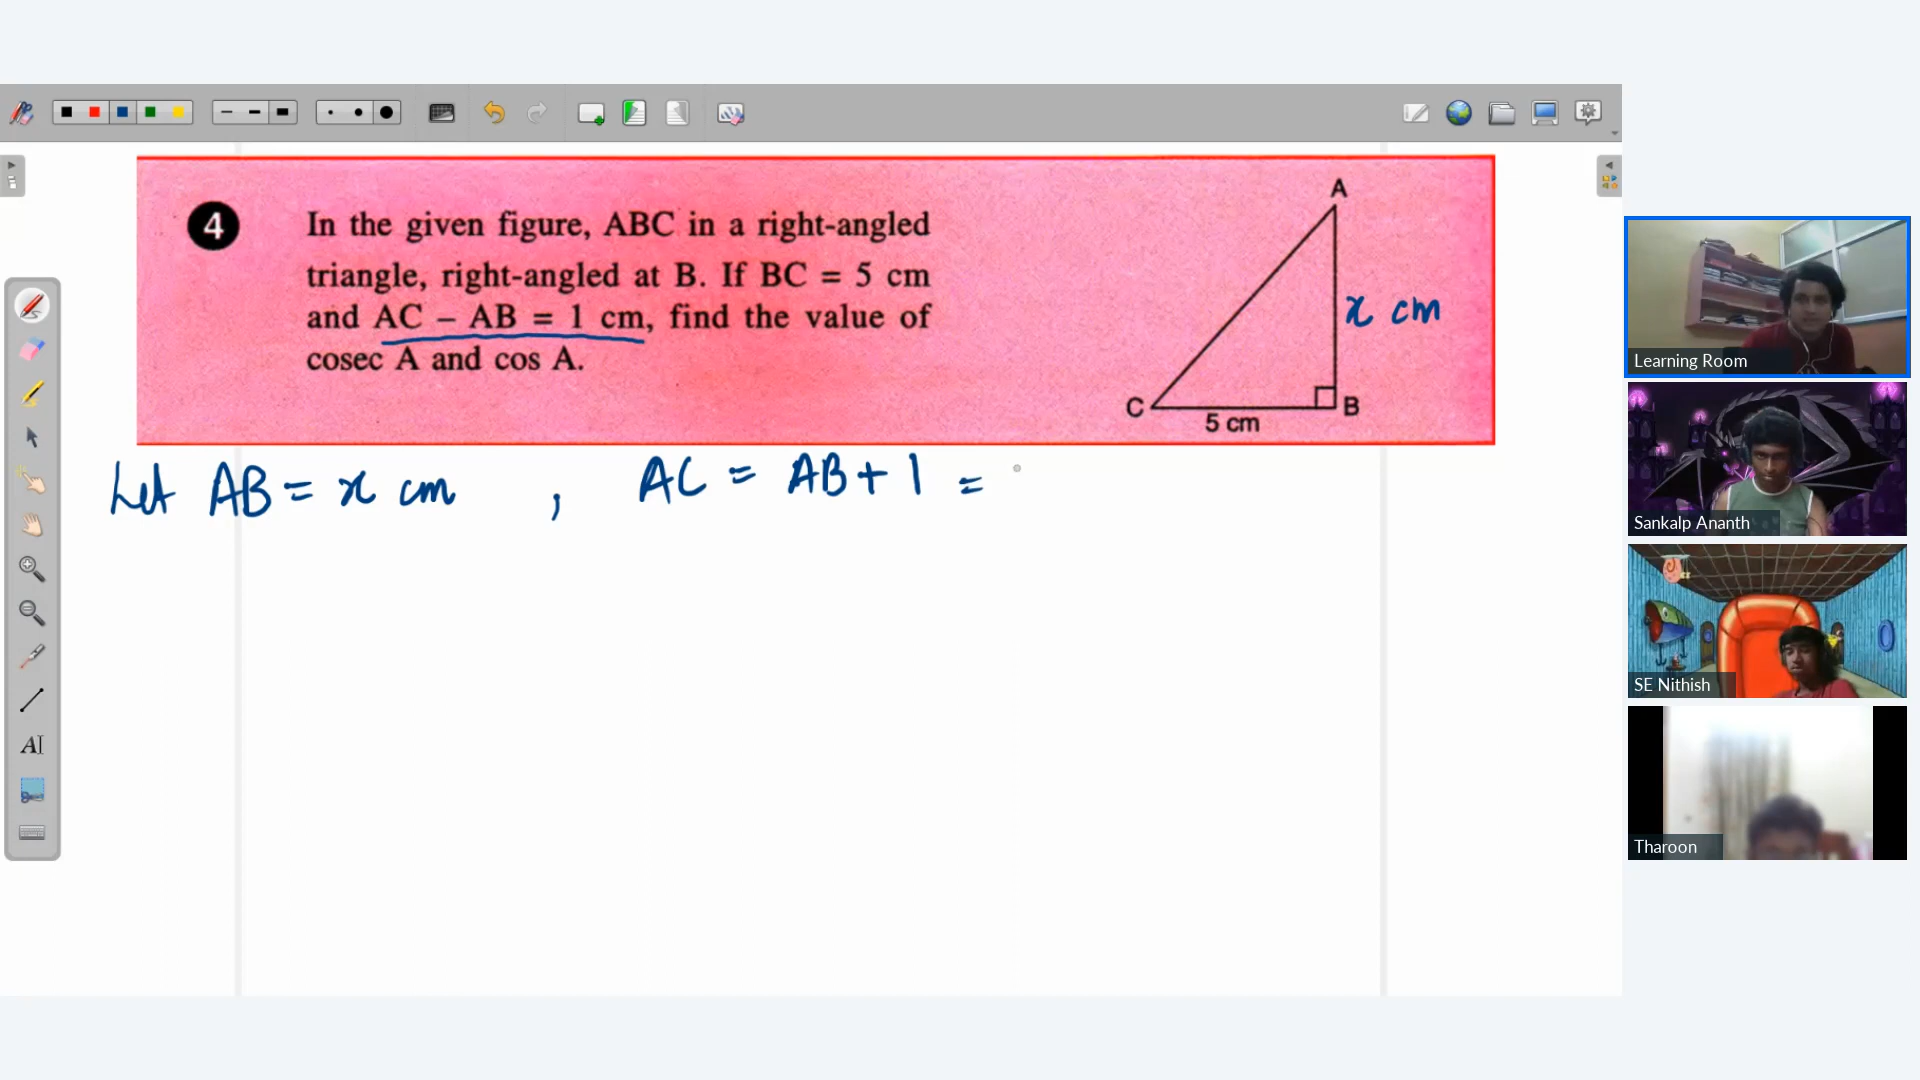 4
In the given figure, ABC in a right-angled
triangle, right-angled at B. If BC = 5 cm
and AC – AB = 1 cm, find the value of
cosec A and cos A.
A
x cm
C
B
5 cm
Let AB = x cm , AC = AB + 1 =
AI
Learning Room
Sankalp Ananth
SE Nithish
Tharoon